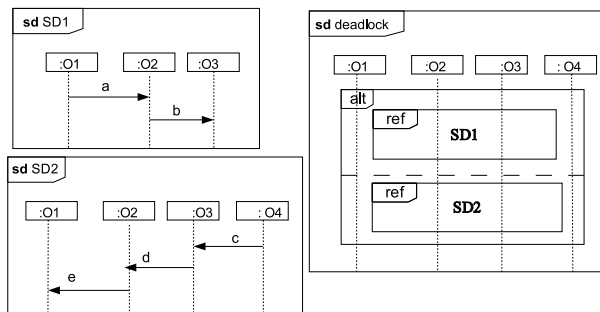 sd SD1
:O1 :O2 :O3
a
b
sd SD2
:O1 :O2 :O3 : O4
c
d
e
sd deadlock
:O1 :O2 :O3 :O4
alt
ref
SD1
ref
SD2